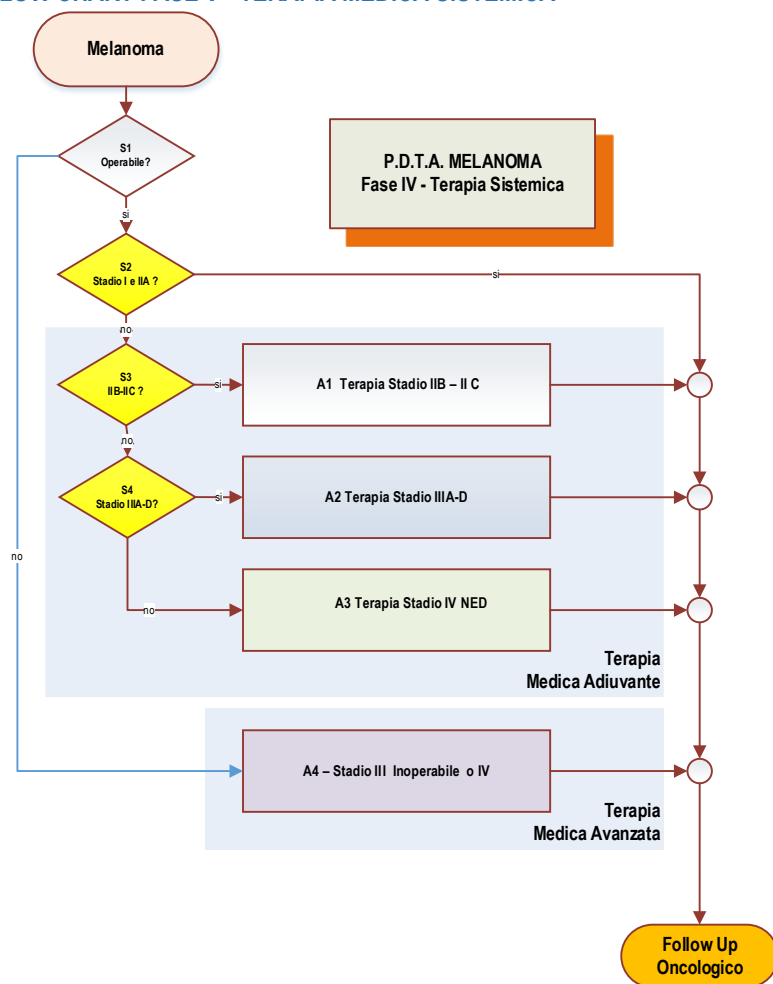 Melanoma
S1
Operabile?
P.D.T.A. MELANOMA
Fase IV - Terapia Sistemica
si
S2
Stadio I e IIA ?
si
no
S3
IIB-IIC ?
si
A1 Terapia Stadio IIB – II C
no
S4
Stadio IIIA-D?
si
A2 Terapia Stadio IIIA-D
no
no
A3 Terapia Stadio IV NED
Terapia
Medica Adiuvante
A4 – Stadio III Inoperabile o IV
Terapia
Medica Avanzata
Follow Up
Oncologico